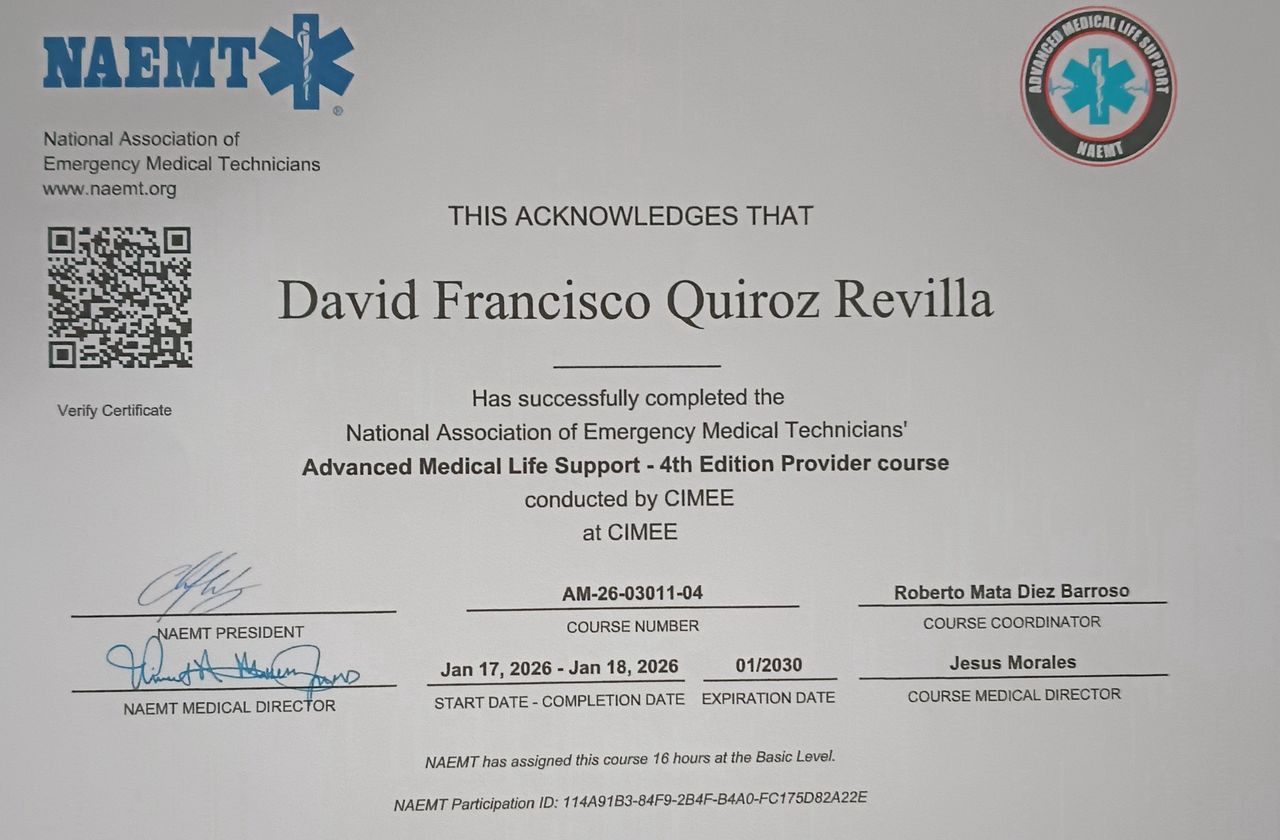 NAEMT
®
National Association of
Emergency Medical Technicians
www.naemt.org
ADVANCED MEDICAL LIFE SUPPORT
NAEMT
Verify Certificate
THIS ACKNOWLEDGES THAT
David Francisco Quiroz Revilla
Has successfully completed the
National Association of Emergency Medical Technicians'
Advanced Medical Life Support - 4th Edition Provider course
conducted by CIMEE
at CIMEE
NAEMT PRESIDENT
NAEMT MEDICAL DIRECTOR
AM-26-03011-04
COURSE NUMBER
Jan 17, 2026 - Jan 18, 2026
START DATE - COMPLETION DATE
01/2030
EXPIRATION DATE
Roberto Mata Diez Barroso
COURSE COORDINATOR
Jesus Morales
COURSE MEDICAL DIRECTOR
NAEMT has assigned this course 16 hours at the Basic Level.
NAEMT Participation ID: 114A91B3-84F9-2B4F-B4A0-FC175D82A22E